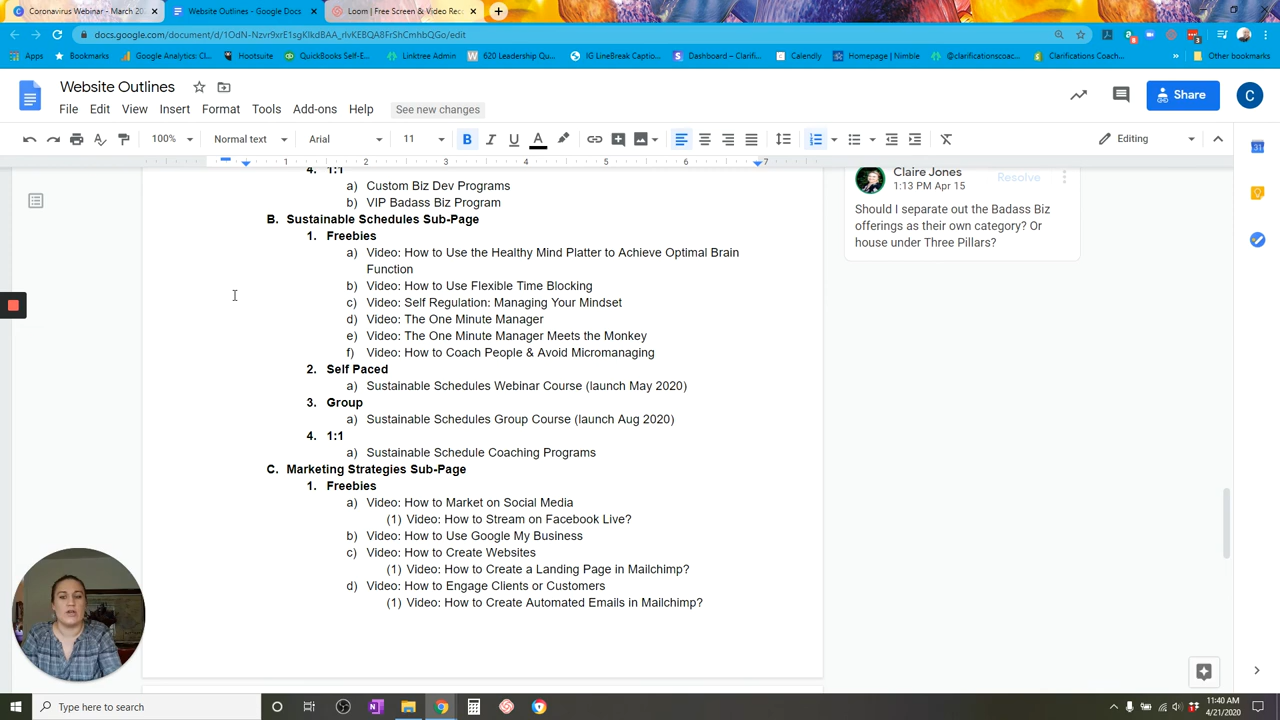 Coronavirus Webinar - March 20
Website Outlines - Google Docs
Loom | Free Screen & Video Rec
docs.google.com/document/d/1OdN-Nzvr9xrE1sgKIkdBAA_rlvKEBQA8FrShCmhbQGo/edit
Apps
Bookmarks
Google Analytics: Cl...
Hootsuite
QuickBooks Self-E...
Linktree Admin
620 Leadership Qu...
IG LineBreak Captio...
Dashboard – Clarifi...
Calendly
Homepage | Nimble
@clarificationscoac...
Clarifications Coach...
»
Other bookmarks
Website Outlines
File Edit View Insert Format Tools Add-ons Help See new changes
Share
C
100% Normal text Arial 11 B I U A Editing
1 2 3 4 5 6 7
4. 1:1
a) Custom Biz Dev Programs
b) VIP Badass Biz Program
B. Sustainable Schedules Sub-Page
1. Freebies
a) Video: How to Use the Healthy Mind Platter to Achieve Optimal Brain
Function
b) Video: How to Use Flexible Time Blocking
c) Video: Self Regulation: Managing Your Mindset
d) Video: The One Minute Manager
e) Video: The One Minute Manager Meets the Monkey
f) Video: How to Coach People & Avoid Micromanaging
2. Self Paced
a) Sustainable Schedules Webinar Course (launch May 2020)
3. Group
a) Sustainable Schedules Group Course (launch Aug 2020)
4. 1:1
a) Sustainable Schedule Coaching Programs
C. Marketing Strategies Sub-Page
1. Freebies
a) Video: How to Market on Social Media
(1) Video: How to Stream on Facebook Live?
b) Video: How to Use Google My Business
c) Video: How to Create Websites
(1) Video: How to Create a Landing Page in Mailchimp?
d) Video: How to Engage Clients or Customers
(1) Video: How to Create Automated Emails in Mailchimp?
Claire Jones
1:13 PM Apr 15
Resolve
Should I separate out the Badass Biz
offerings as their own category? Or
house under Three Pillars?
31
Type here to search
11:40 AM
4/21/2020